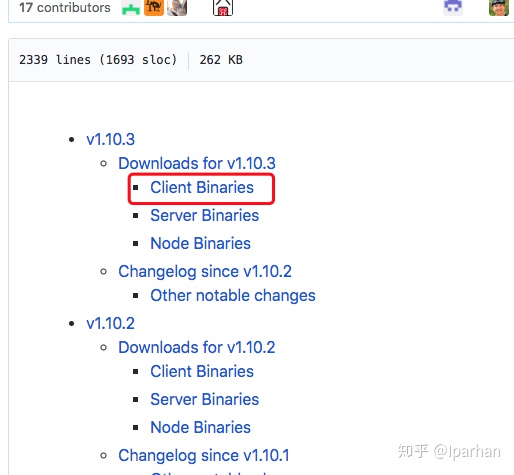 17 contributors
2339 lines (1693 sloc) 262 KB
v1.10.3
Downloads for v1.10.3
Client Binaries
Server Binaries
Node Binaries
Changelog since v1.10.2
Other notable changes
v1.10.2
Downloads for v1.10.2
Client Binaries
Server Binaries
Node Binaries
Changelog since v1.10.1
知乎 @lparhan